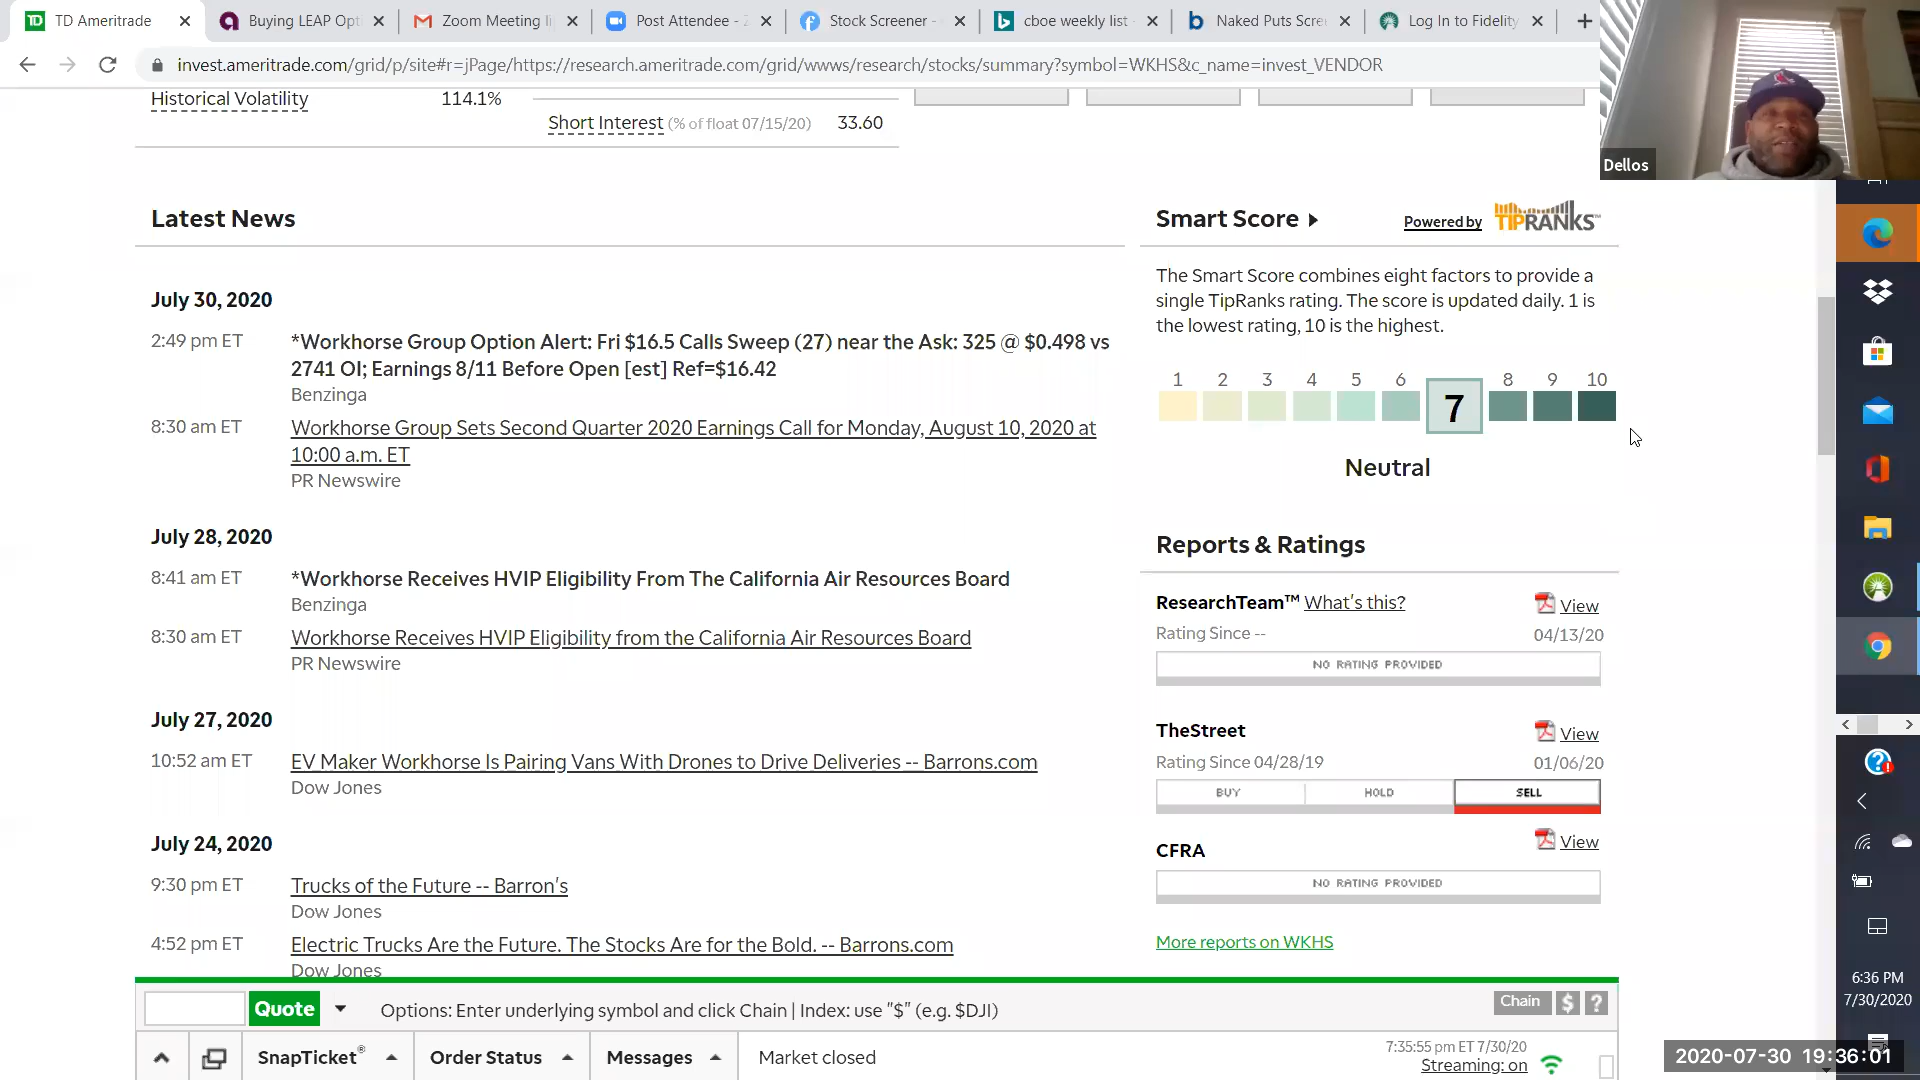 TD Ameritrade
Buying LEAP Opt
Zoom Meeting li
Post Attendee - Z
Stock Screener -
cboe weekly list -
Naked Puts Scre
Log In to Fidelity
invest.ameritrade.com/grid/p/site#r=jPage/https://research.ameritrade.com/grid/wwws/research/stocks/summary?symbol=WKHS&c_name=invest_VENDOR
Historical Volatility 114.1%
Short Interest (% of float 07/15/20) 33.60
Dellos
Latest News
July 30, 2020
2:49 pm ET *Workhorse Group Option Alert: Fri $16.5 Calls Sweep (27) near the Ask: 325 @ $0.498 vs
2741 OI; Earnings 8/11 Before Open [est] Ref=$16.42
Benzinga
8:30 am ET Workhorse Group Sets Second Quarter 2020 Earnings Call for Monday, August 10, 2020 at
10:00 a.m. ET
PR Newswire
July 28, 2020
8:41 am ET *Workhorse Receives HVIP Eligibility From The California Air Resources Board
Benzinga
8:30 am ET Workhorse Receives HVIP Eligibility from the California Air Resources Board
PR Newswire
July 27, 2020
10:52 am ET EV Maker Workhorse Is Pairing Vans With Drones to Drive Deliveries -- Barrons.com
Dow Jones
July 24, 2020
9:30 pm ET Trucks of the Future -- Barron's
Dow Jones
4:52 pm ET Electric Trucks Are the Future. The Stocks Are for the Bold. -- Barrons.com
Dow Jones
Smart Score Powered by TIPRANKS
The Smart Score combines eight factors to provide a
single TipRanks rating. The score is updated daily. 1 is
the lowest rating, 10 is the highest.
1 2 3 4 5 6 7 8 9 10
Neutral
Reports & Ratings
ResearchTeam™ What's this? View
Rating Since -- 04/13/20
NO RATING PROVIDED
TheStreet View
Rating Since 04/28/19 01/06/20
BUY HOLD SELL
CFRA View
NO RATING PROVIDED
More reports on WKHS
Quote Options: Enter underlying symbol and click Chain | Index: use "$" (e.g. $DJI) Chain $ ?
SnapTicket® Order Status Messages Market closed
7:35:55 pm ET 7/30/20
Streaming: on
6:36 PM
7/30/2020
2020-07-30 19:36:01